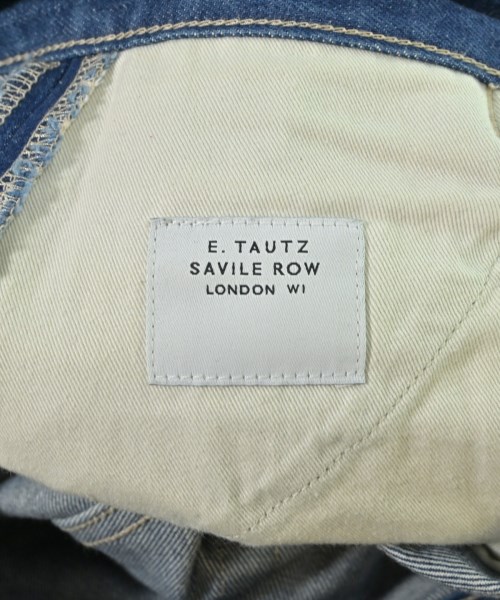 E. TAUTZ
SAVILE ROW
LONDON W1